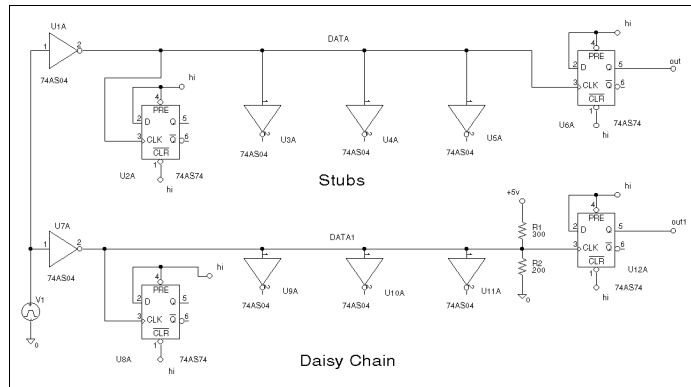 U1A
1
2
74AS04
DATA
hi
4
PRE
2
D
Q
5
3
CLK
Q
6
CLR
1
U2A
74AS74
hi
U3A
74AS04
U4A
74AS04
U5A
74AS04
hi
4
PRE
2
D
Q
5
out
3
CLK
Q
6
CLR
1
U6A
74AS74
hi
Stubs
U7A
1
2
74AS04
DATA1
hi
4
PRE
2
D
Q
5
3
CLK
Q
6
CLR
1
U8A
74AS74
hi
U9A
74AS04
U10A
74AS04
U11A
74AS04
+5v
R1
300
R2
200
0
hi
4
PRE
2
D
Q
5
out1
3
CLK
Q
6
CLR
1
U12A
74AS74
hi
V1
0
Daisy Chain